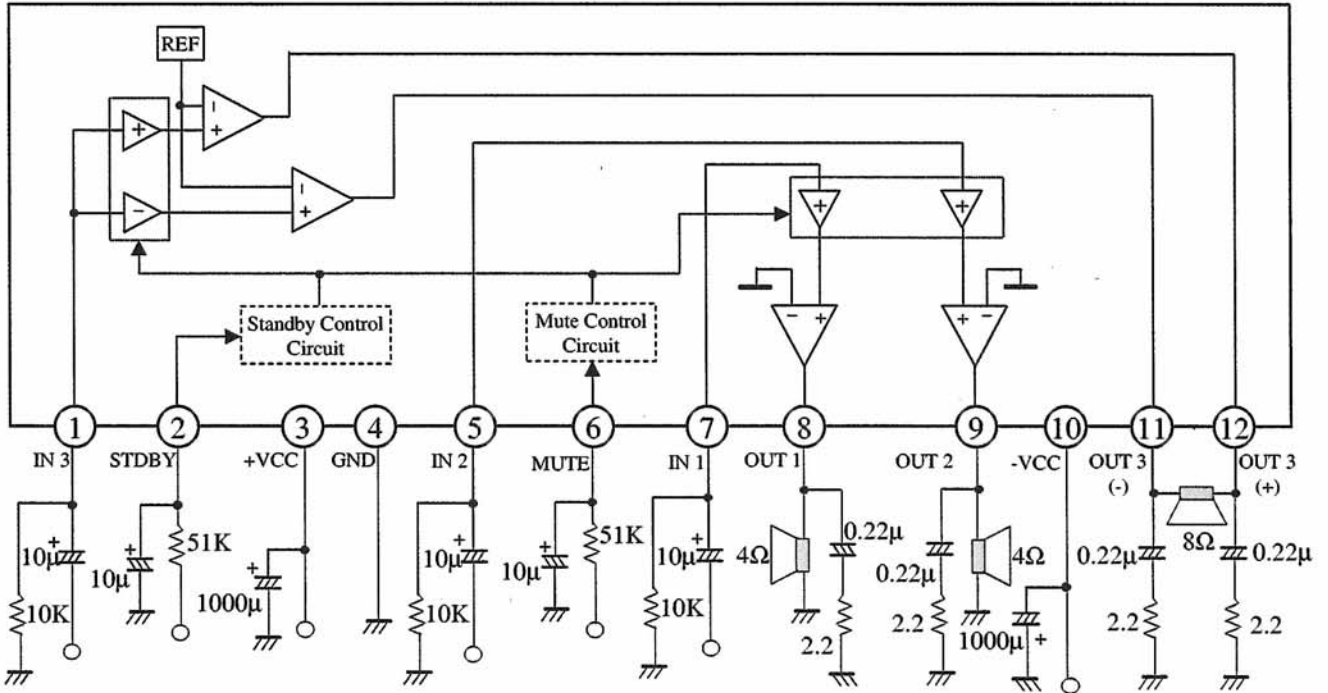 REF
+
−
−
+
−
+
+
+
Standby Control
Circuit
Mute Control
Circuit
−
+
+
−
1
2
3
4
5
6
7
8
9
10
11
12
IN 3
STDBY
+VCC
GND
IN 2
MUTE
IN 1
OUT 1
OUT 2
-VCC
OUT 3
(-)
OUT 3
(+)
+
10μ
10K
+
10μ
51K
+
1000μ
+
10μ
10K
+
10μ
51K
+
10μ
10K
4Ω
0.22μ
2.2
0.22μ
2.2
4Ω
1000μ
+
0.22μ
2.2
8Ω
0.22μ
2.2